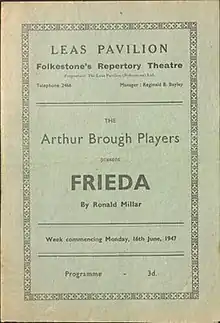 LEAS PAVILION
Folkestone's Repertory Theatre
Proprietors: The Leas Pavilion (Folkestone) Ltd.
Telephone 2466 Manager : Reginald B. Bayley
THE
Arthur Brough Players
present
FRIEDA
By Ronald Millar
Week commencing Monday, 16th June, 1947
Programme - 3d.